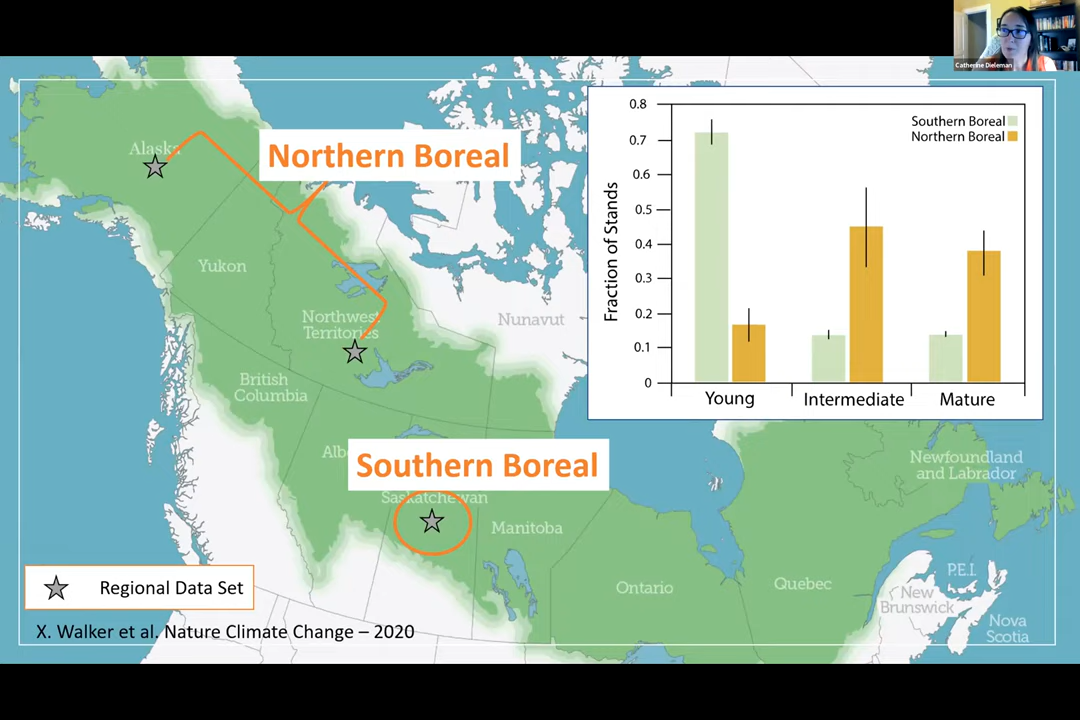 Catherine Dieleman
Northern Boreal
Alaska
Yukon
Northwest
Territories
Nunavut
British
Columbia
Alb
Southern Boreal
Saskatchewan
Manitoba
Ontario
Quebec
Newfoundland
and Labrador
P.E.I.
New
Brunswick
Nova
Scotia
Regional Data Set
X. Walker et al. Nature Climate Change – 2020
Fraction of Stands
0.8
0.7
0.6
0.5
0.4
0.3
0.2
0.1
0
Southern Boreal
Northern Boreal
Young
Intermediate
Mature